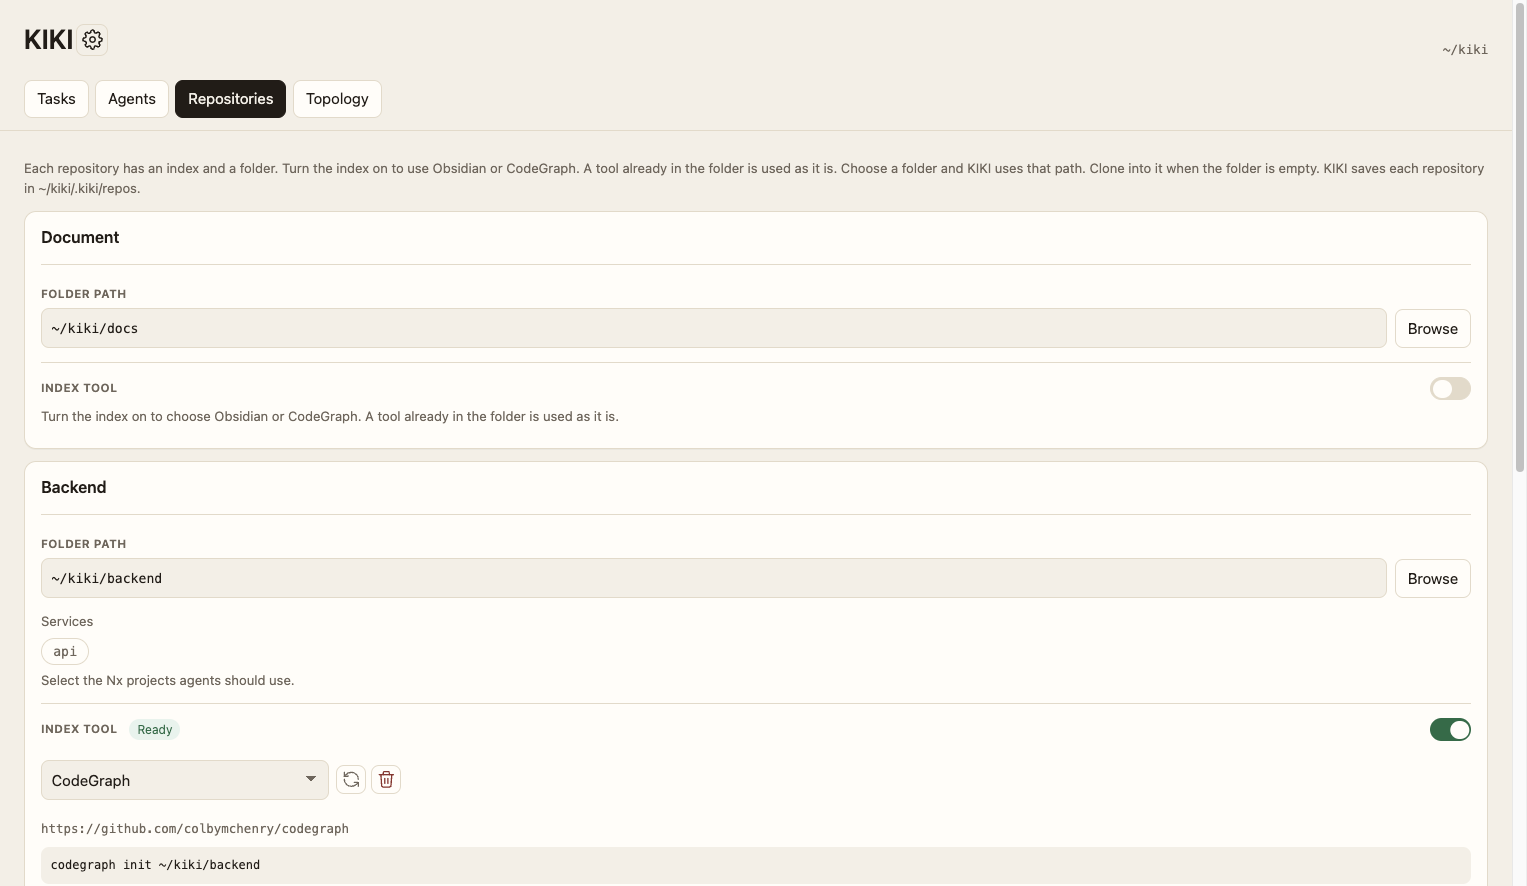 KIKI
~/kiki
Tasks
Agents
Repositories
Topology
Each repository has an index and a folder. Turn the index on to use Obsidian or CodeGraph. A tool already in the folder is used as it is. Choose a folder and KIKI uses that path. Clone into it when the folder is empty. KIKI saves each repository
in ~/kiki/.kiki/repos.
Document
FOLDER PATH
~/kiki/docs
Browse
INDEX TOOL
Turn the index on to choose Obsidian or CodeGraph. A tool already in the folder is used as it is.
Backend
FOLDER PATH
~/kiki/backend
Browse
Services
api
Select the Nx projects agents should use.
INDEX TOOL
Ready
CodeGraph
https://github.com/colbymchenry/codegraph
codegraph init ~/kiki/backend